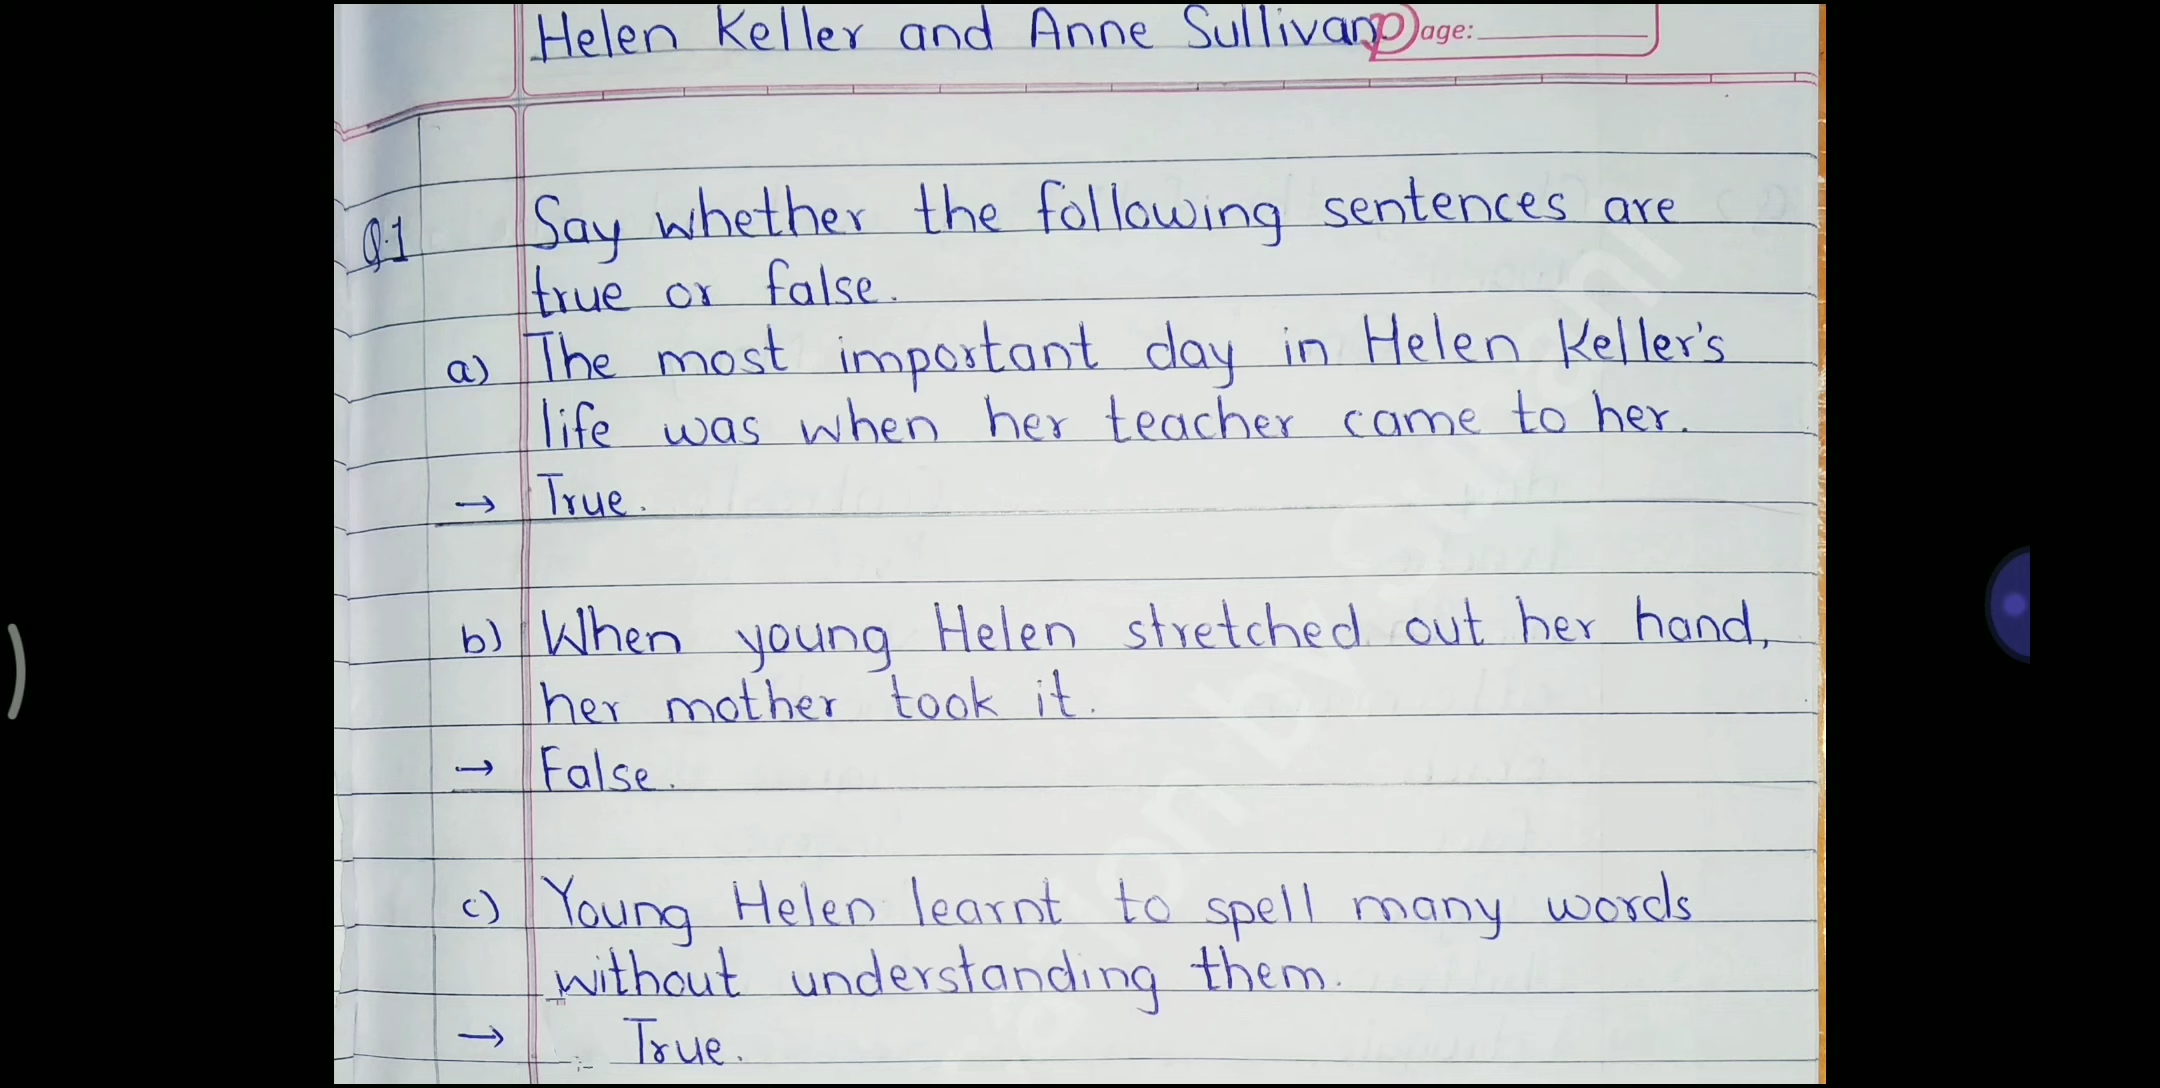 Helen Keller and Anne Sullivan Page:
Q.1 Say whether the following sentences are
true or false.
a) The most important day in Helen Keller's
life was when her teacher came to her.
→ True.
b) When young Helen stretched out her hand,
her mother took it.
→ False.
c) Young Helen learnt to spell many words
without understanding them.
→ True.